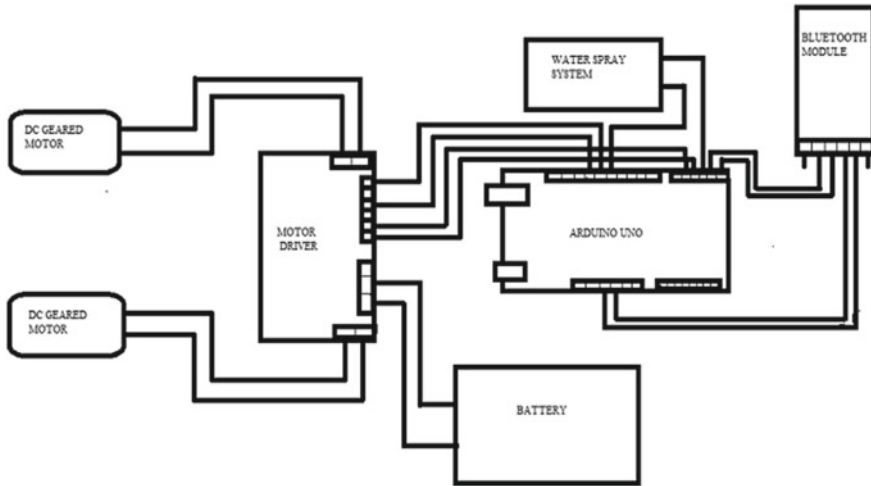 BLUETOOTH
MODULE
WATER SPRAY
SYSTEM
DC GEARED
MOTOR
MOTOR
DRIVER
ARDUINO UNO
DC GEARED
MOTOR
BATTERY